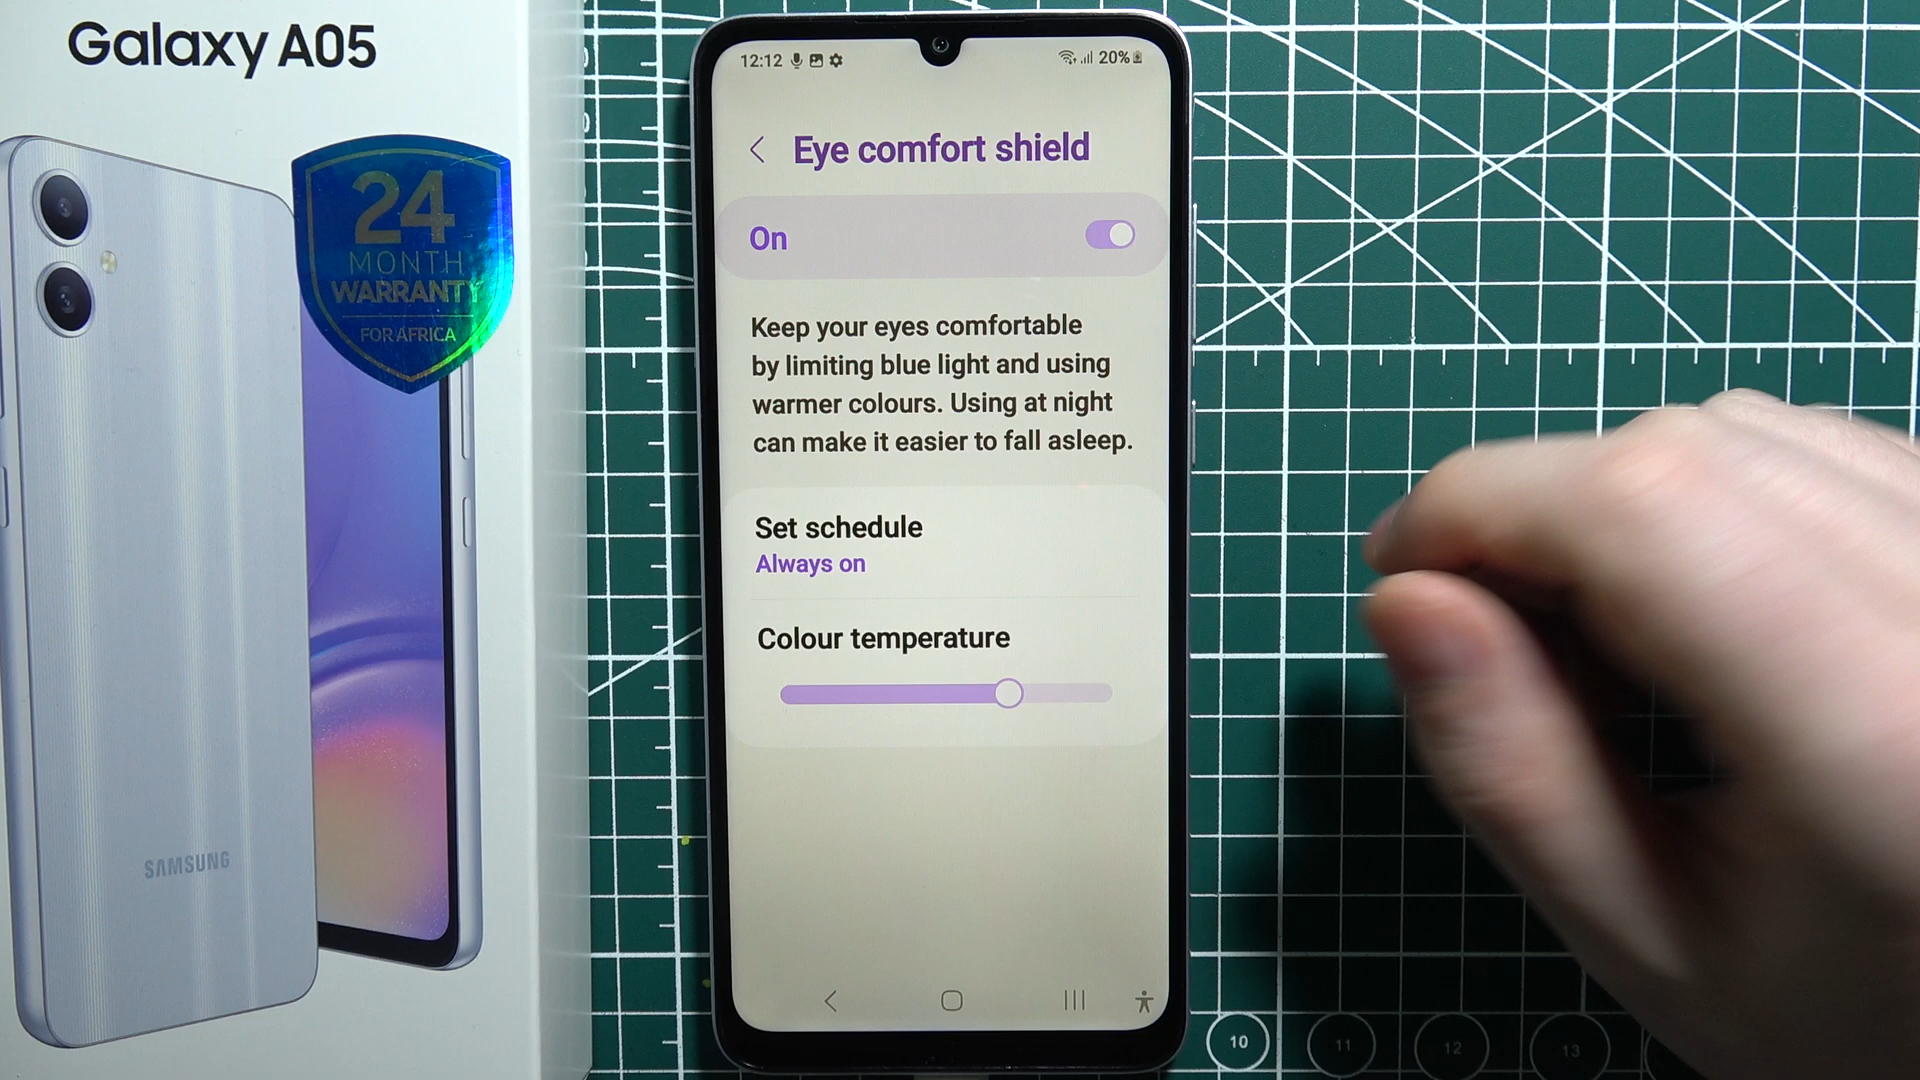 Galaxy A05
24
MONTH
WARRANTY
FOR AFRICA
SAMSUNG
12:12
20%
Eye comfort shield
On
Keep your eyes comfortable
by limiting blue light and using
warmer colours. Using at night
can make it easier to fall asleep.
Set schedule
Always on
Colour temperature
10
11
12
13